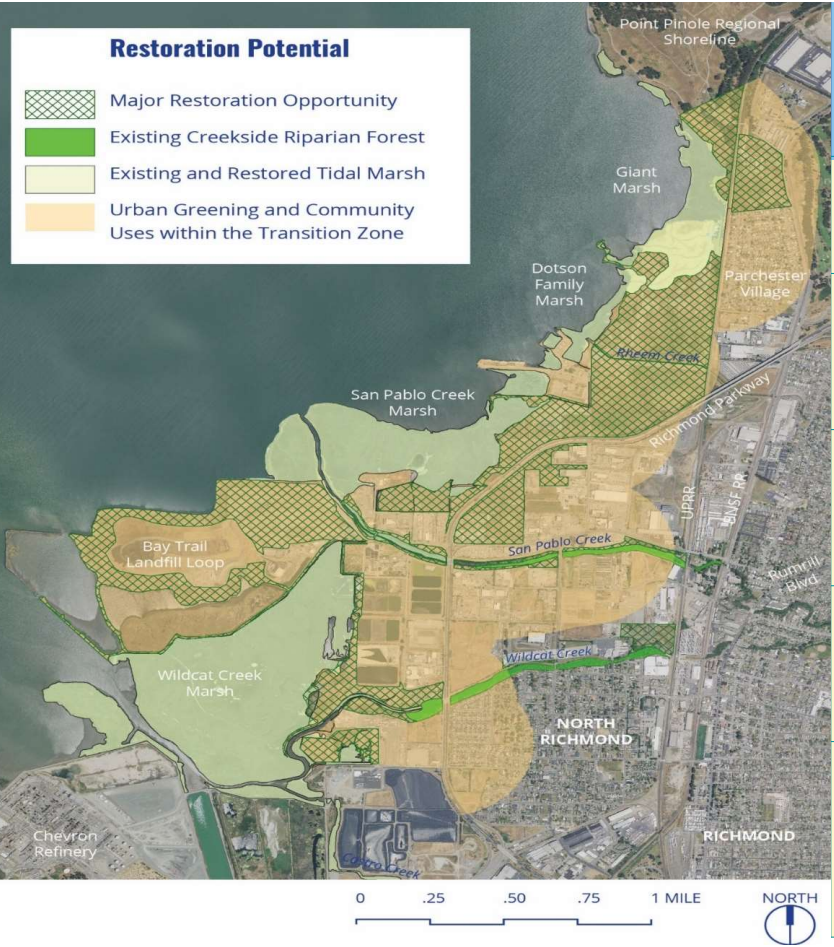 Point Pinole Regional
Shoreline
Restoration Potential
Major Restoration Opportunity
Existing Creekside Riparian Forest
Existing and Restored Tidal Marsh
Urban Greening and Community
Uses within the Transition Zone
Giant
Marsh
Dotson
Family
Marsh
Parchester
Village
Rheem Creek
San Pablo Creek
Marsh
Richmond Parkway
UPRR
BNSF RR
Bay Trail
Landfill Loop
San Pablo Creek
Rumrill
Blvd
Wildcat Creek
Wildcat Creek
Marsh
NORTH
RICHMOND
Chevron
Refinery
RICHMOND
Castro Creek
0 .25 .50 .75 1 MILE
NORTH